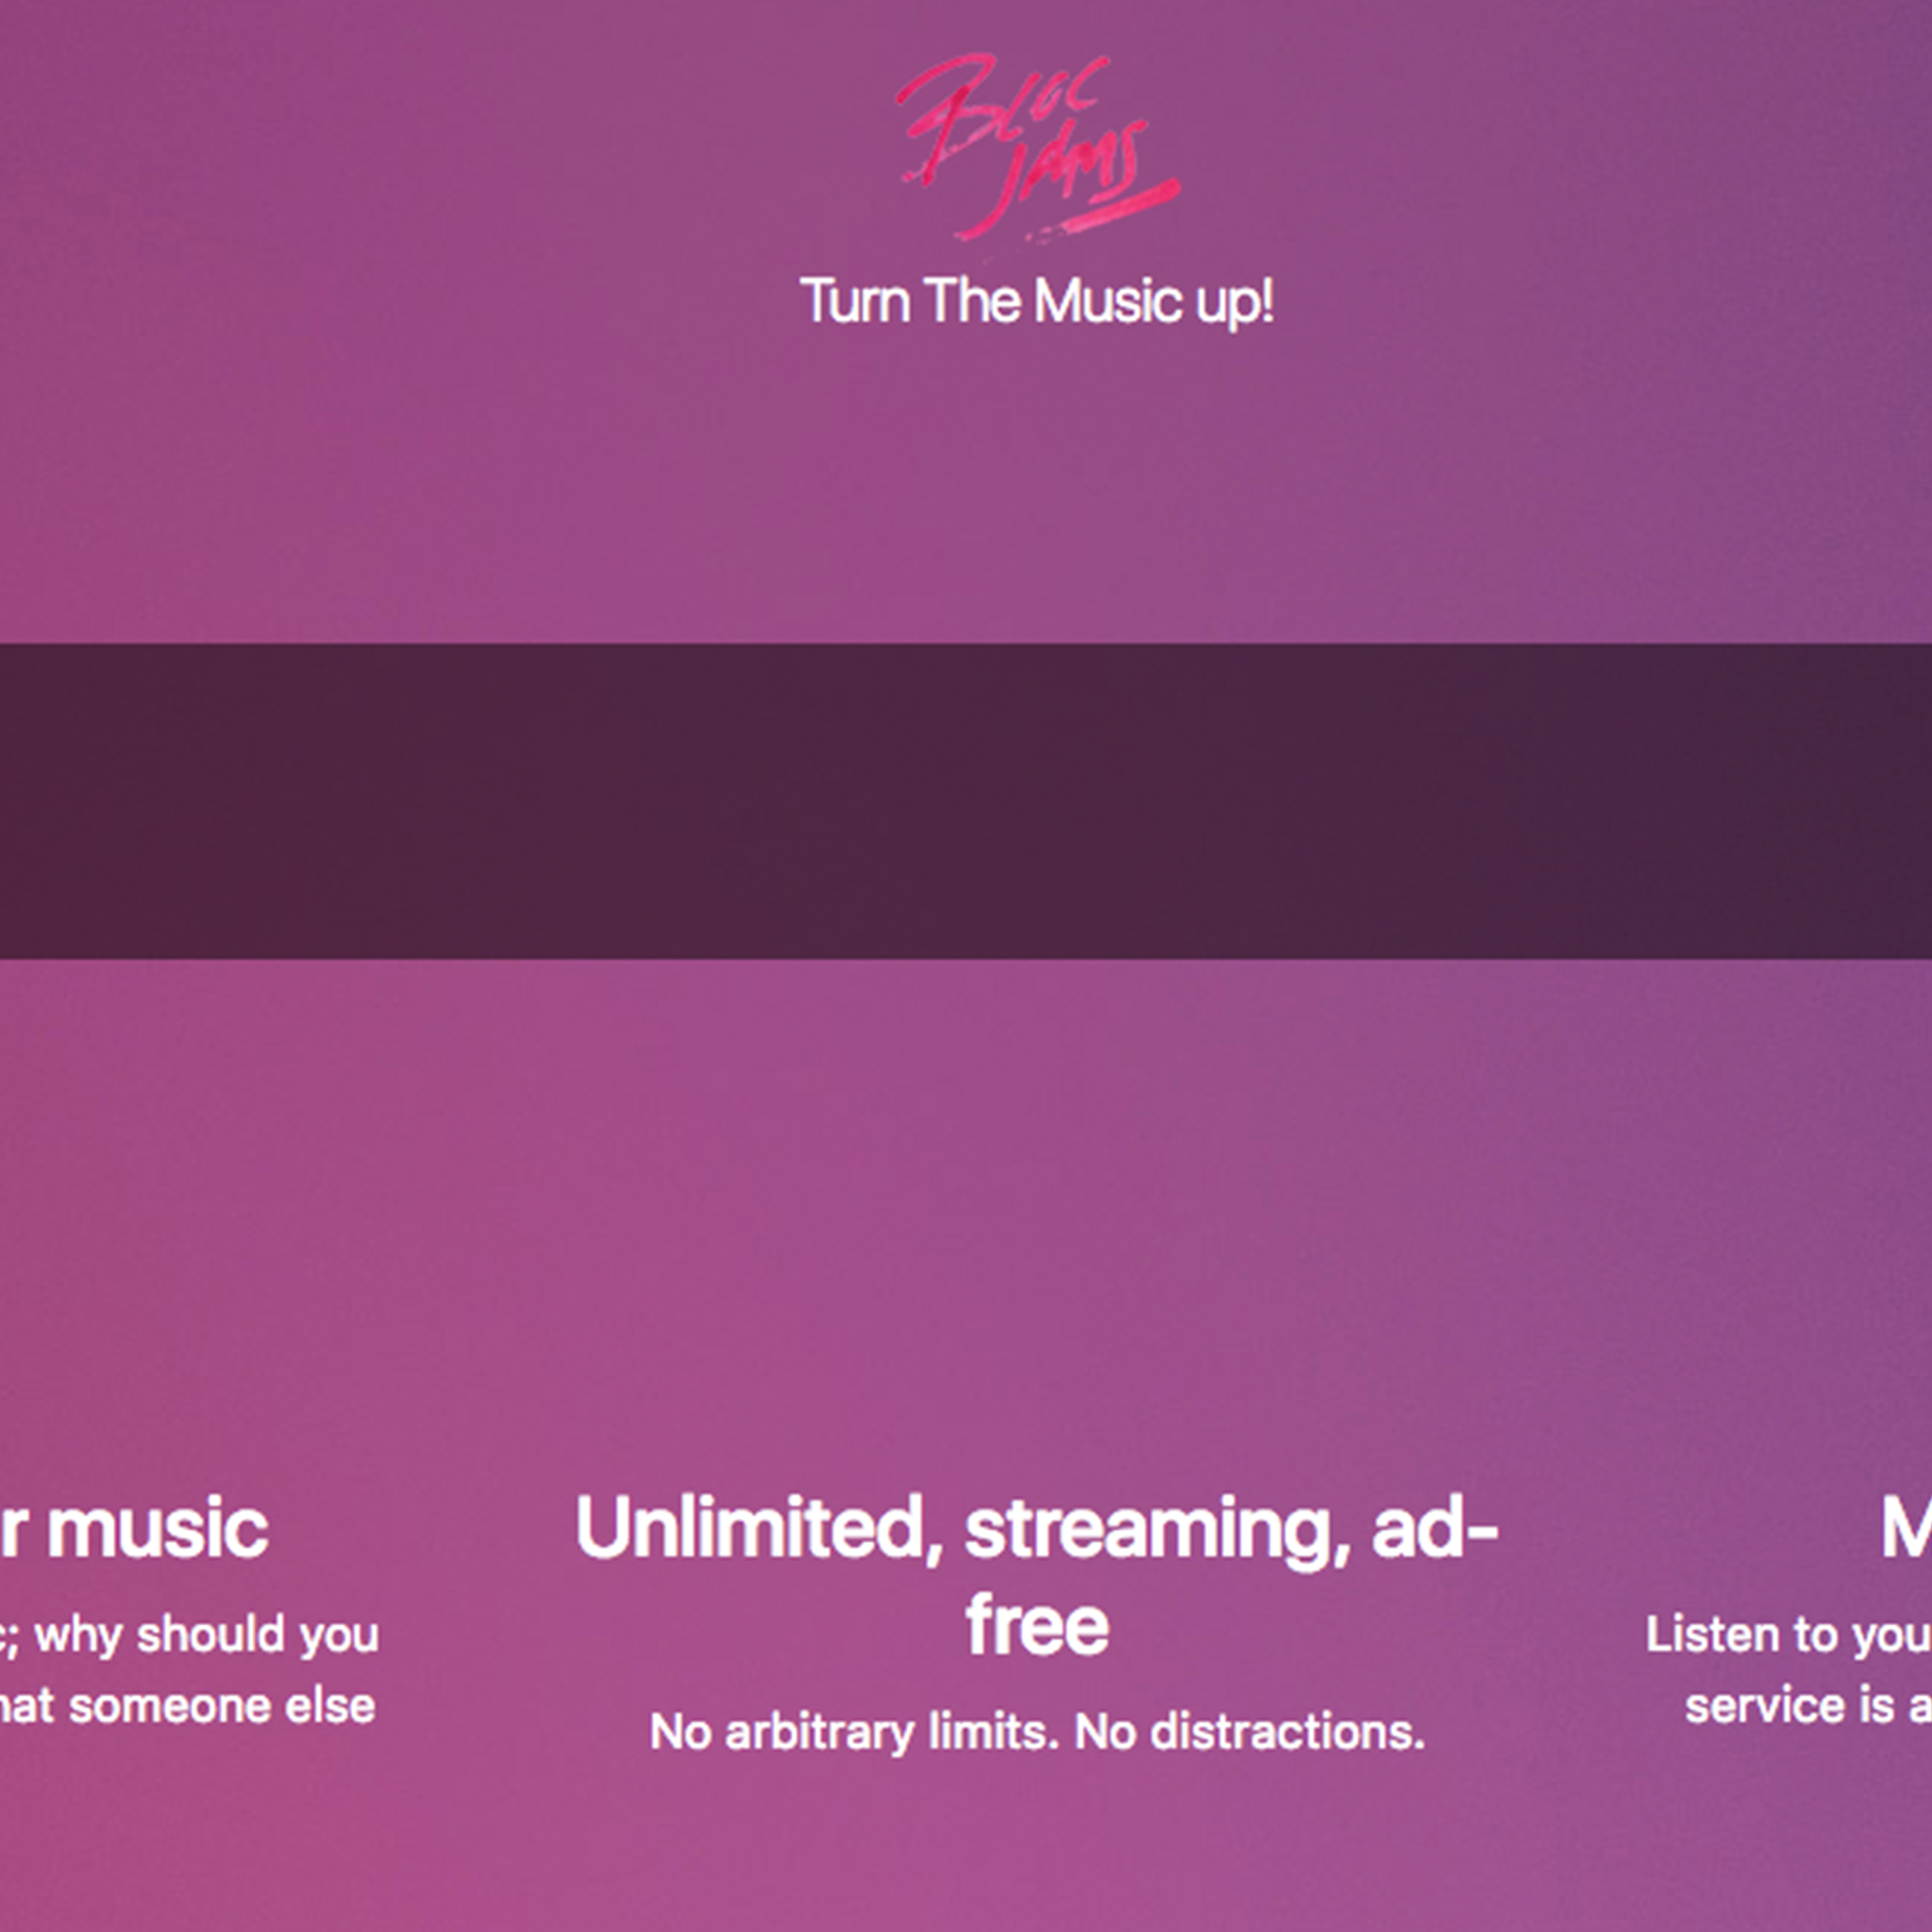 Bloc
Jams
Turn The Music up!
r music
c; why should you
hat someone else
Unlimited, streaming, ad-
free
No arbitrary limits. No distractions.
M
Listen to you
service is a